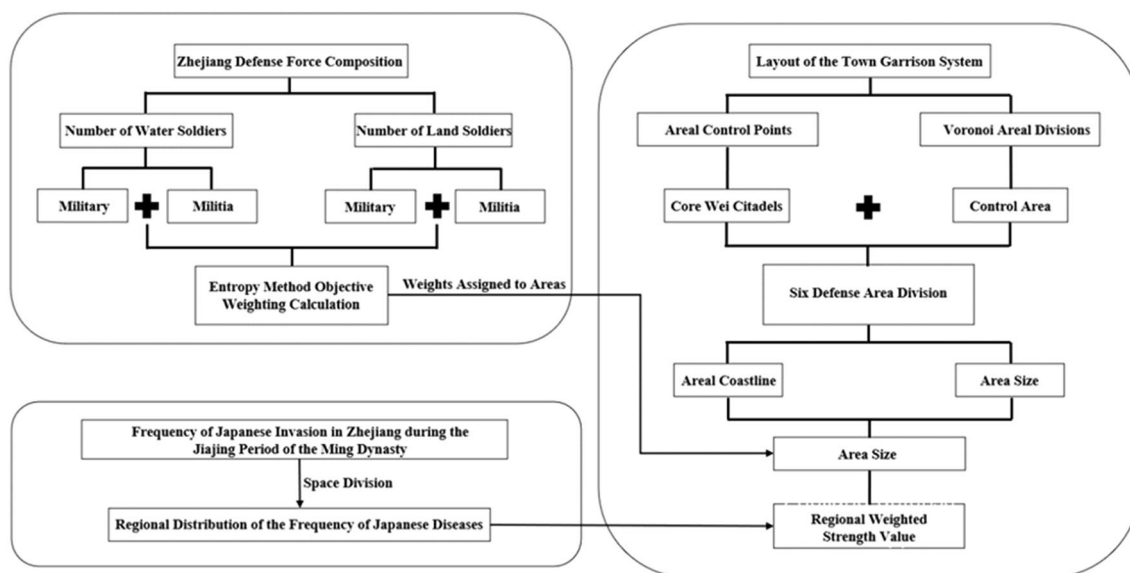 Zhejiang Defense Force Composition
Number of Water Soldiers
Number of Land Soldiers
Military
Militia
Military
Militia
Entropy Method Objective
Weighting Calculation
Weights Assigned to Areas
Frequency of Japanese Invasion in Zhejiang during the
Jiajing Period of the Ming Dynasty
Space Division
Regional Distribution of the Frequency of Japanese Diseases
Layout of the Town Garrison System
Areal Control Points
Voronoi Areal Divisions
Core Wei Citadels
Control Area
Six Defense Area Division
Areal Coastline
Area Size
Area Size
Regional Weighted
Strength Value